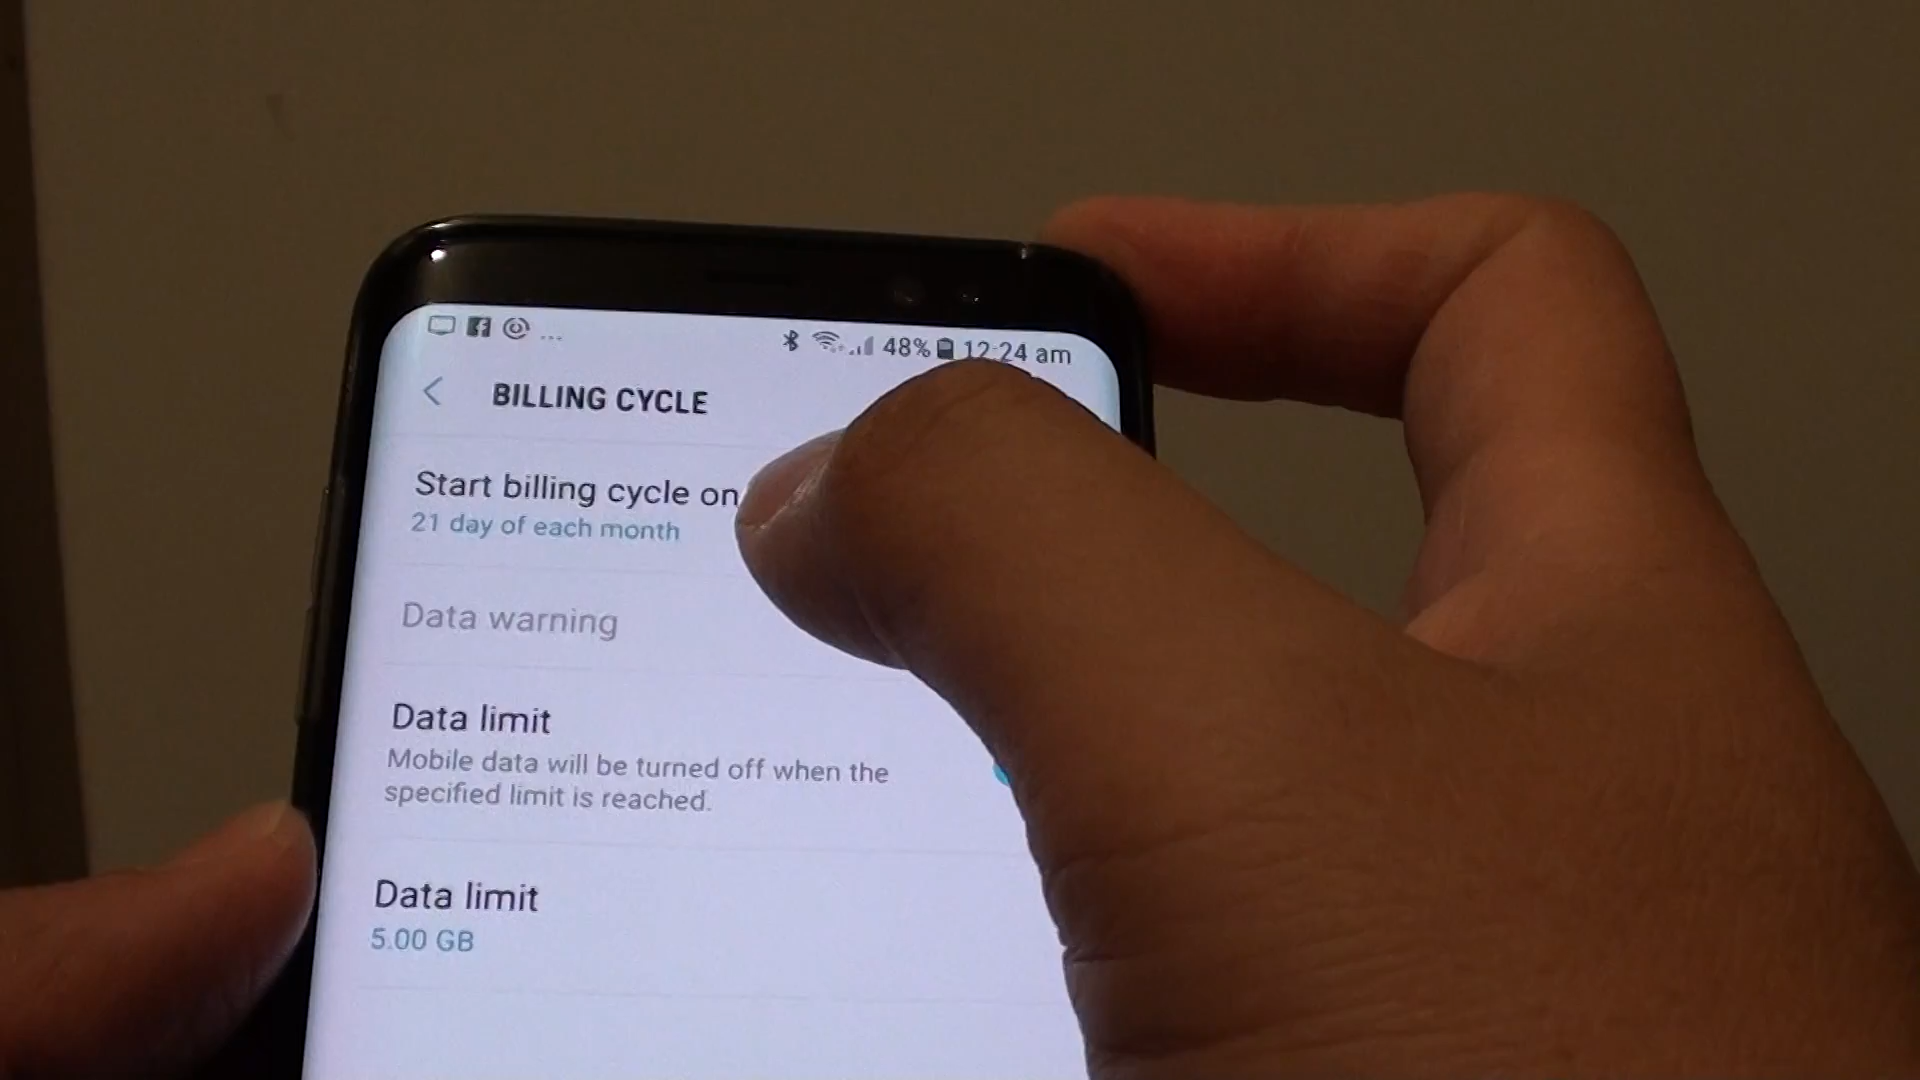 48% 12:24 am
BILLING CYCLE
Start billing cycle on
21 day of each month
Data warning
Data limit
Mobile data will be turned off when the
specified limit is reached.
Data limit
5.00 GB